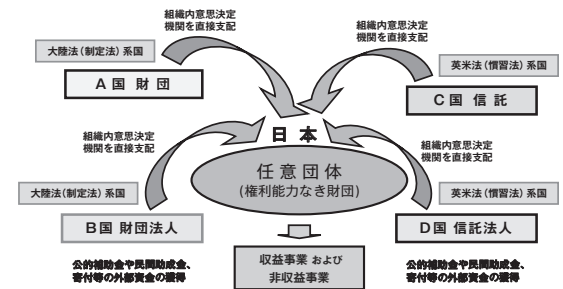 組織内意思決定
機関を直接支配
組織内意思決定
機関を直接支配
大陸法（制定法）系国
A国 財団
英米法（慣習法）系国
C国 信託
日本
組織内意思決定
機関を直接支配
組織内意思決定
機関を直接支配
任意団体
（権利能力なき財団）
大陸法（制定法）系国
B国 財団法人
英米法（慣習法）系国
D国 信託法人
公的補助金や民間助成金、
寄付等の外部資金の獲得
収益事業 および
非収益事業
公的補助金や民間助成金、
寄付等の外部資金の獲得